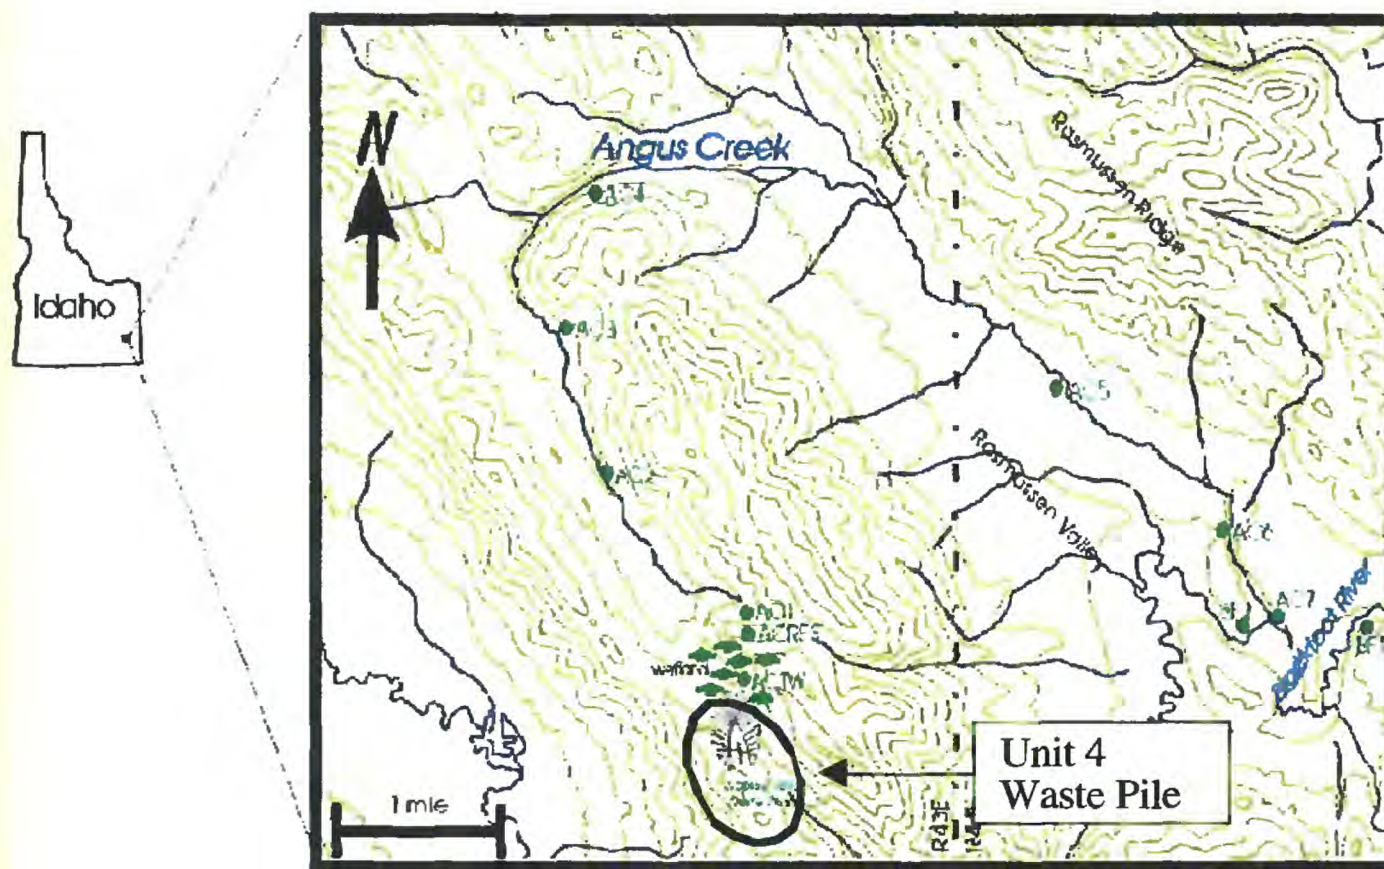 N
Angus Creek
Rasmussen Ridge
Idaho
AC2
Rasmussen Valley
AC6
AC7
Blackfoot River
AC1
wetland
Unit 4
Waste Pile
1 mile
R43E